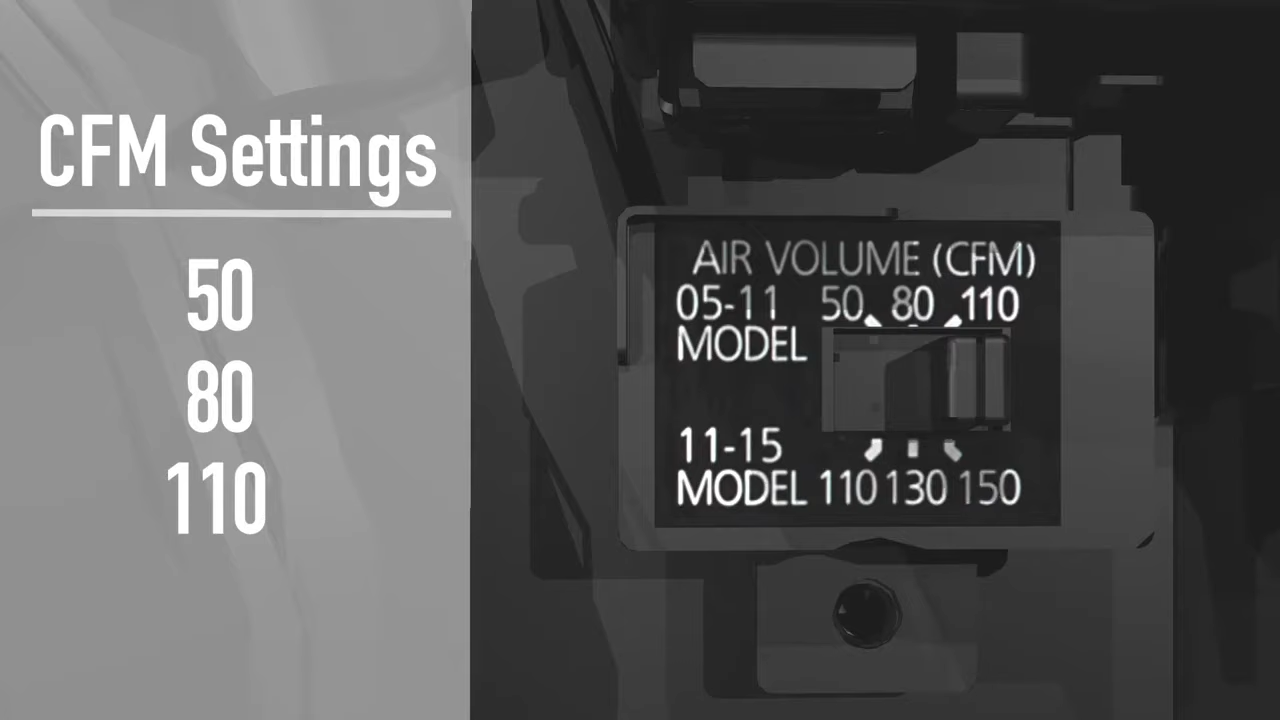 CFM Settings
50
80
110
AIR VOLUME (CFM)
05-11 50 80 110
MODEL
11-15
MODEL 110 130 150